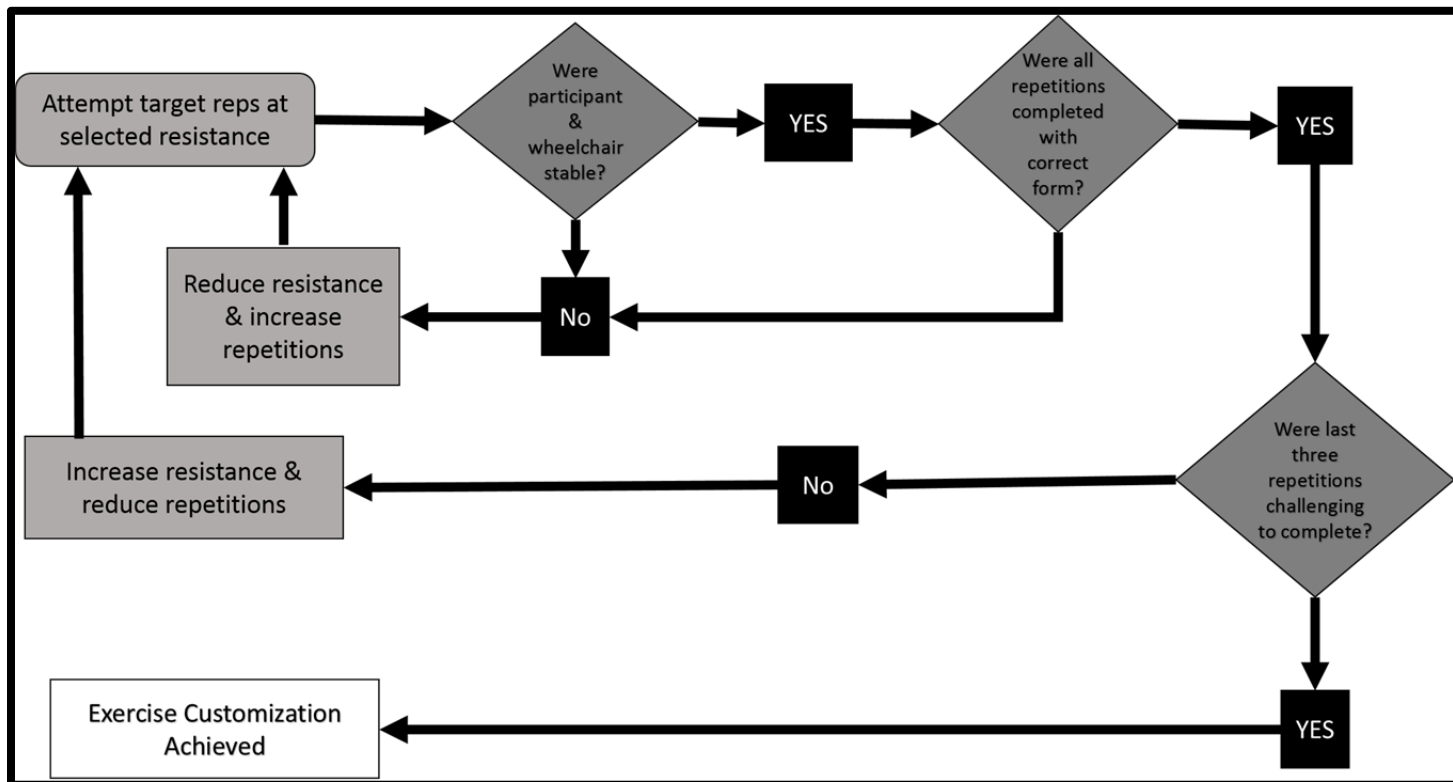 Attempt target reps at
selected resistance
Were
participant
&
wheelchair
stable?
YES
Were all
repetitions
completed
with
correct
form?
YES
Reduce resistance
& increase
repetitions
No
Increase resistance &
reduce repetitions
No
Were last
three
repetitions
challenging
to complete?
Exercise Customization
Achieved
YES